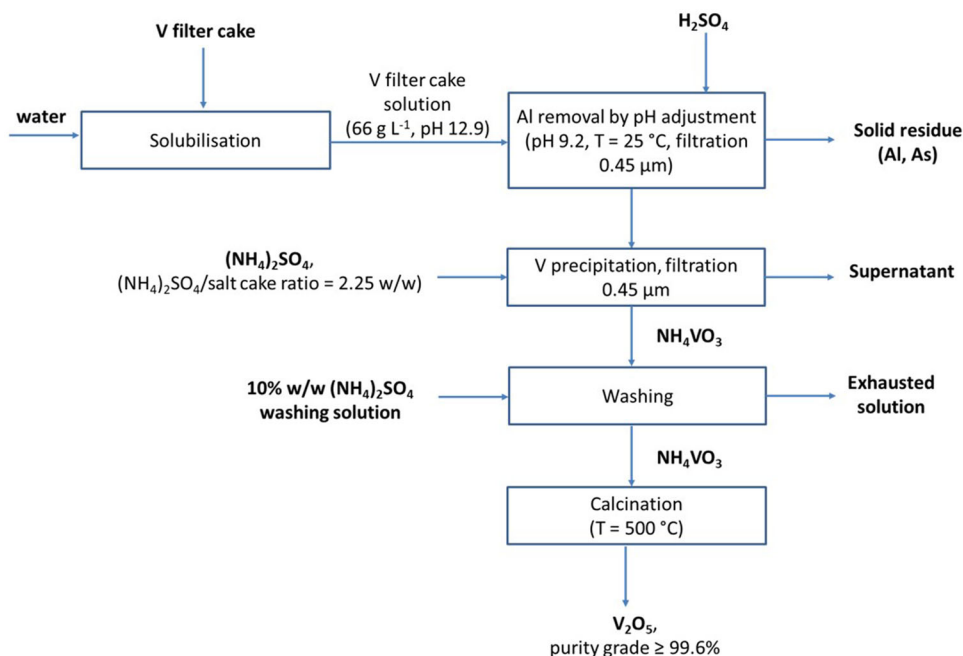 V filter cake
H₂SO₄
water
Solubilisation
V filter cake
solution
(66 g L⁻¹, pH 12.9)
Al removal by pH adjustment
(pH 9.2, T = 25 °C, filtration
0.45 µm)
Solid residue
(Al, As)
(NH₄)₂SO₄,
(NH₄)₂SO₄/salt cake ratio = 2.25 w/w)
V precipitation, filtration
0.45 µm
Supernatant
NH₄VO₃
10% w/w (NH₄)₂SO₄
washing solution
Washing
Exhausted
solution
NH₄VO₃
Calcination
(T = 500 °C)
V₂O₅,
purity grade ≥ 99.6%